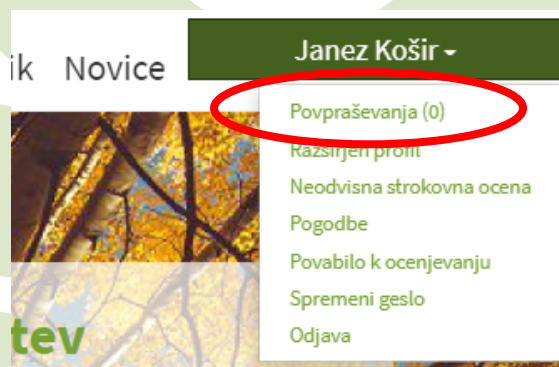 ik Novice Janez Košir
Povpraševanja (0)
Razširjen profil
Neodvisna strokovna ocena
Pogodbe
Povabilo k ocenjevanju
Spremeni geslo
Odjava
tev